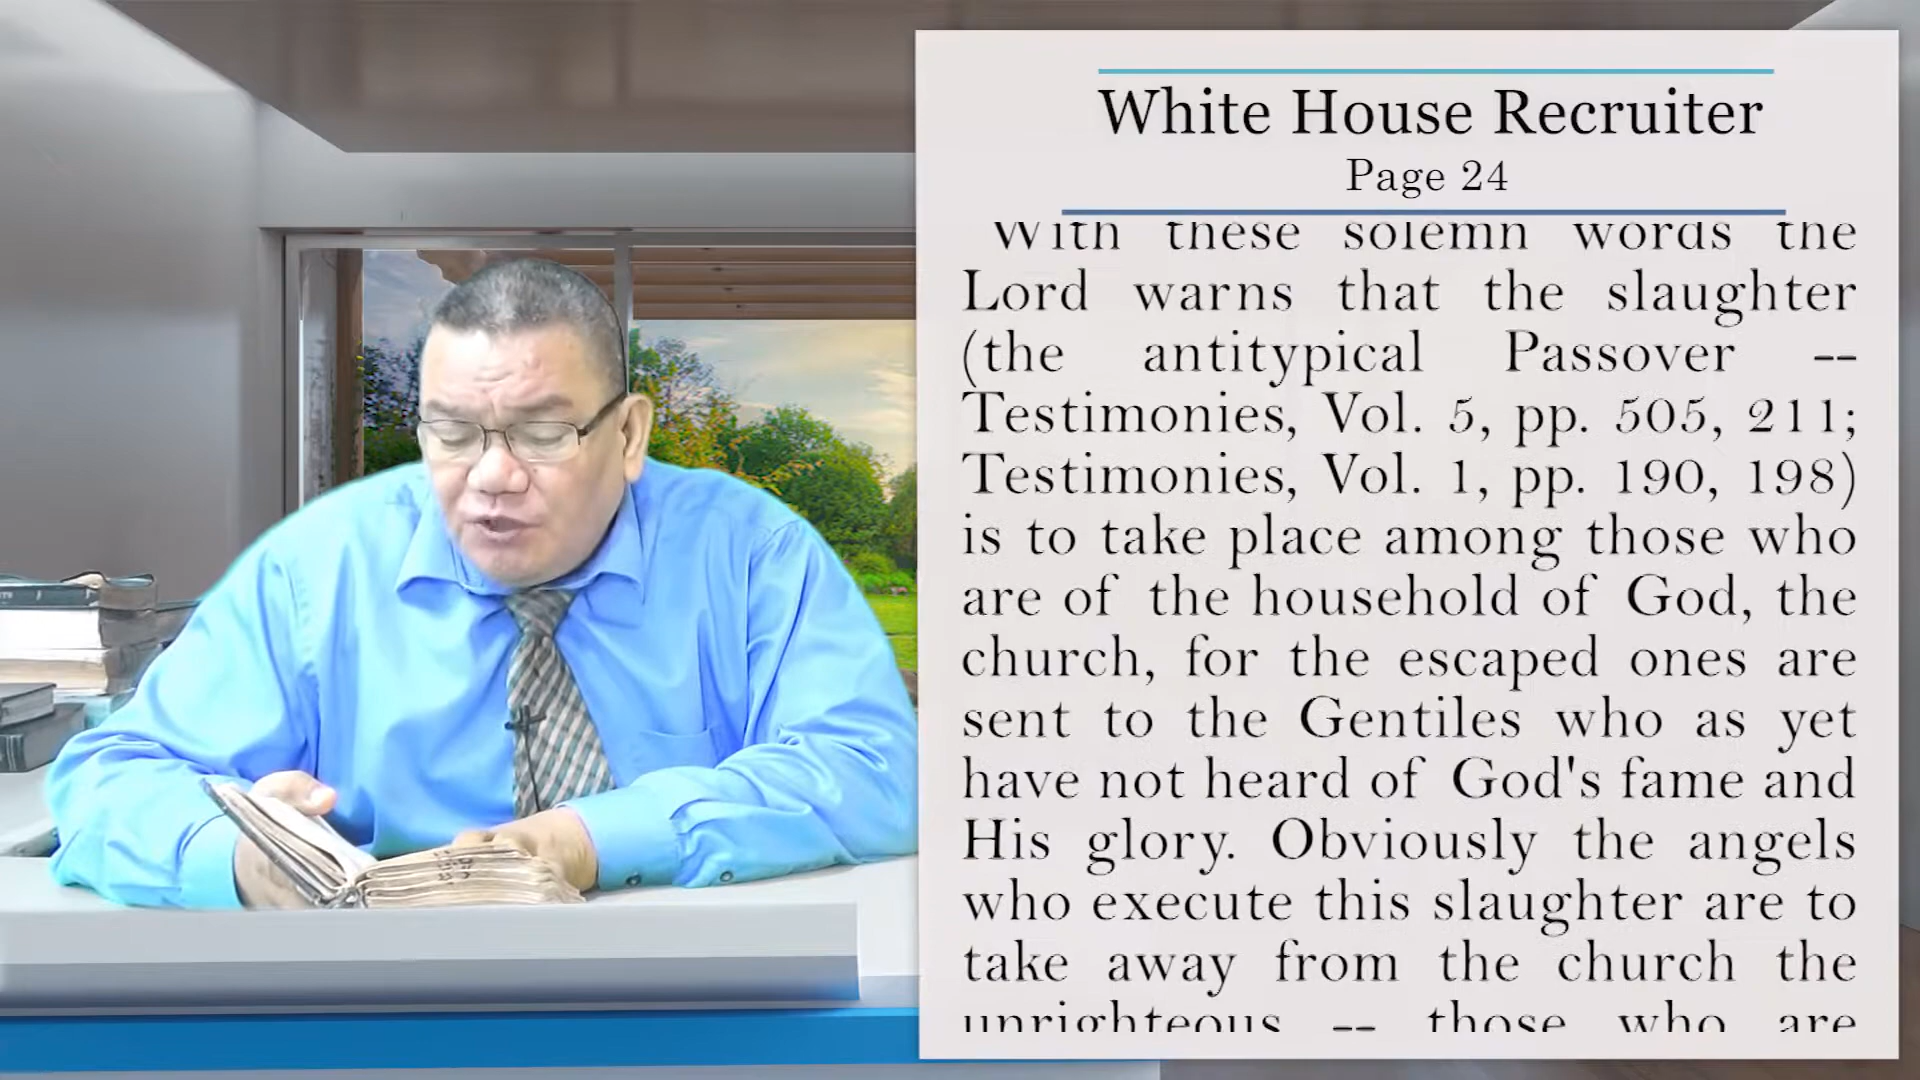 White House Recruiter
Page 24
With these solemn words the
Lord warns that the slaughter
(the antitypical Passover --
Testimonies, Vol. 5, pp. 505, 211;
Testimonies, Vol. 1, pp. 190, 198)
is to take place among those who
are of the household of God, the
church, for the escaped ones are
sent to the Gentiles who as yet
have not heard of God's fame and
His glory. Obviously the angels
who execute this slaughter are to
take away from the church the
unrighteous -- those who are